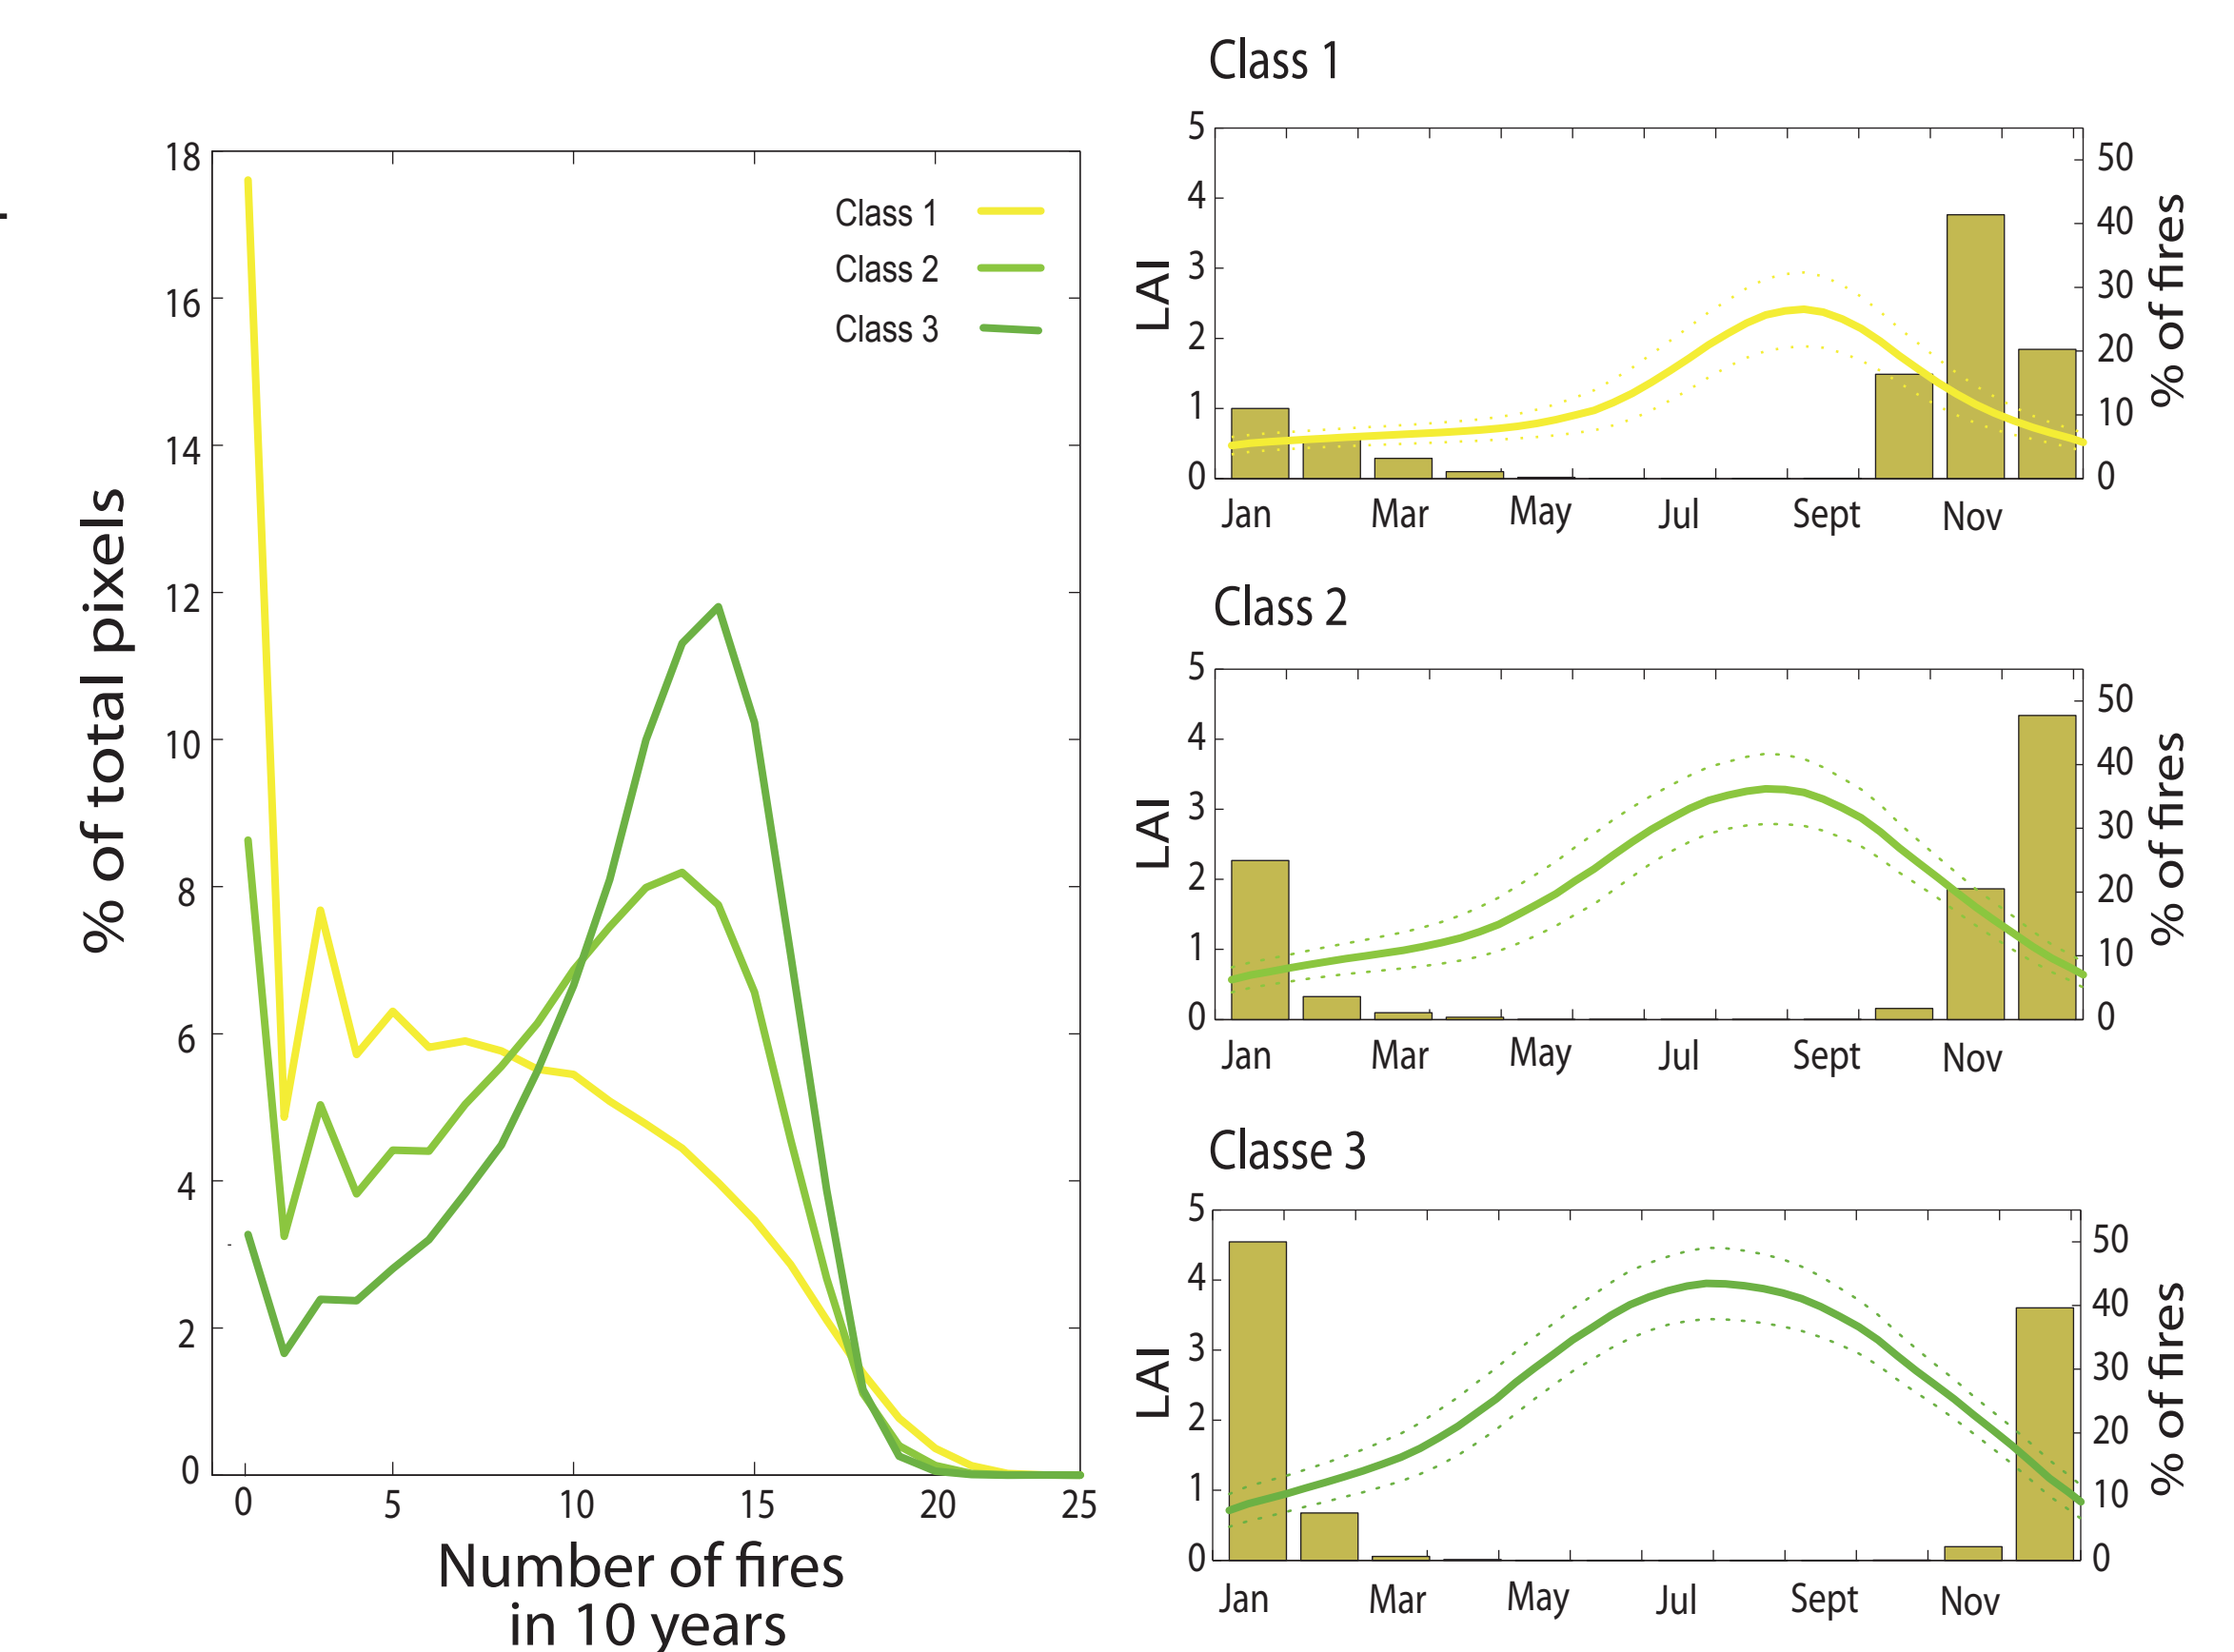 % of total pixels
18
16
14
12
10
8
6
4
2
0
0 5 10 15 20 25
Number of fires
in 10 years
Class 1
Class 2
Class 3
Class 1
LAI
5
4
3
2
1
0
50
40
30
20
10
0
% of fires
Jan Mar May Jul Sept Nov
Class 2
LAI
5
4
3
2
1
0
50
40
30
20
10
0
% of fires
Jan Mar May Jul Sept Nov
Classe 3
LAI
5
4
3
2
1
0
50
40
30
20
10
0
% of fires
Jan Mar May Jul Sept Nov